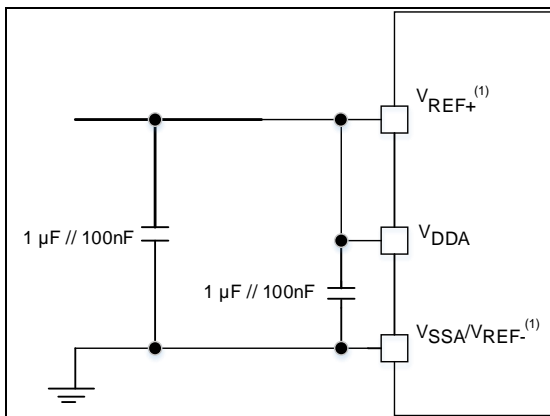 VREF+(1)
1 µF // 100nF
VDDA
1 µF // 100nF
VSSA/VREF-(1)